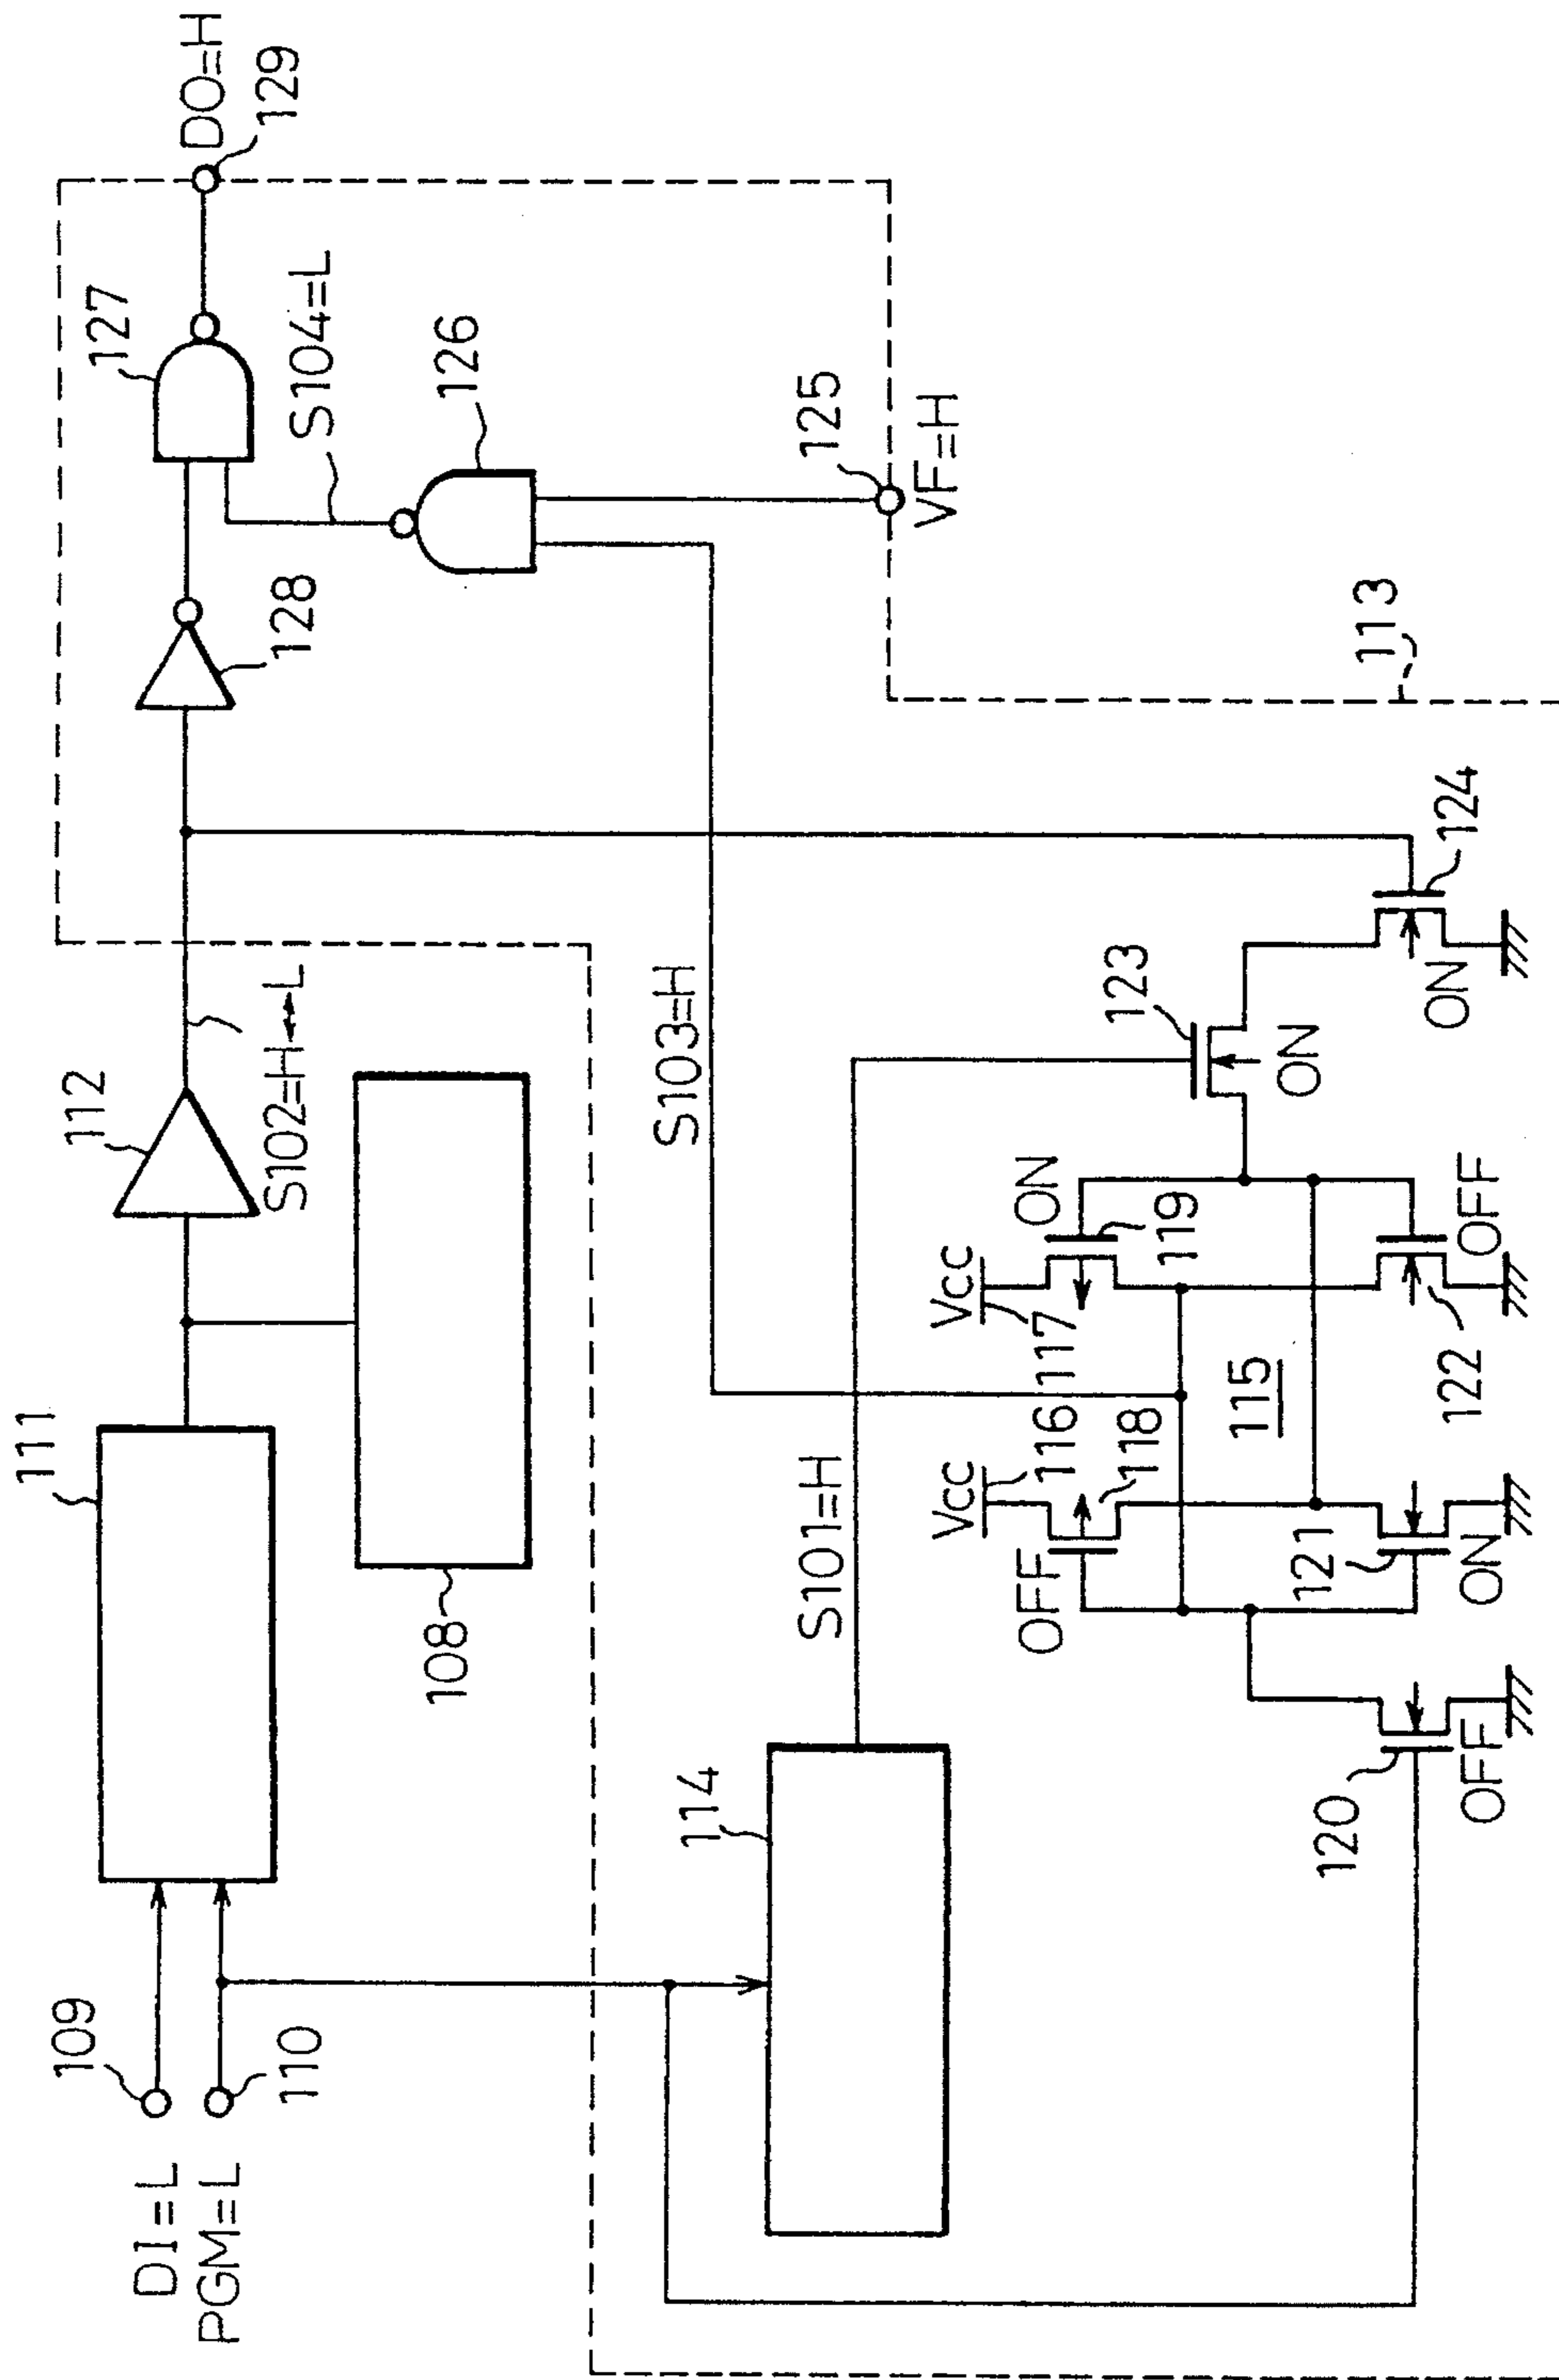 DI=L
PGM=L
109
110
111
112
S102=H↔L
108
128
127
DO=H
129
S104=L
126
125
VF=H
113
S103=H
S101=H
114
123
ON
124
ON
Vcc
116
OFF
118
Vcc
117
ON
119
115
120
OFF
121
ON
122
OFF